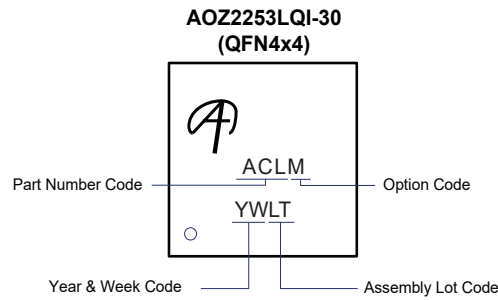 AOZ2253LQI-30
(QFN4x4)
ACLM
Part Number Code
Option Code
YWLT
Year & Week Code
Assembly Lot Code